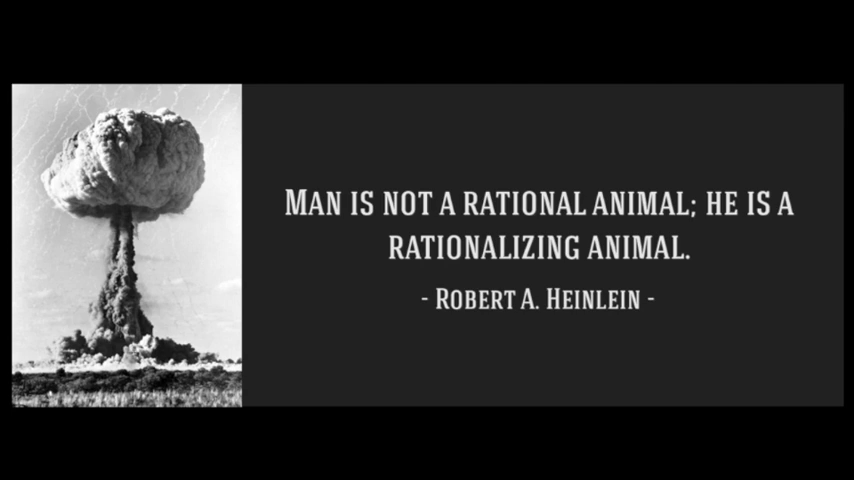 Man is not a rational animal; he is a
rationalizing animal.
- Robert A. Heinlein -